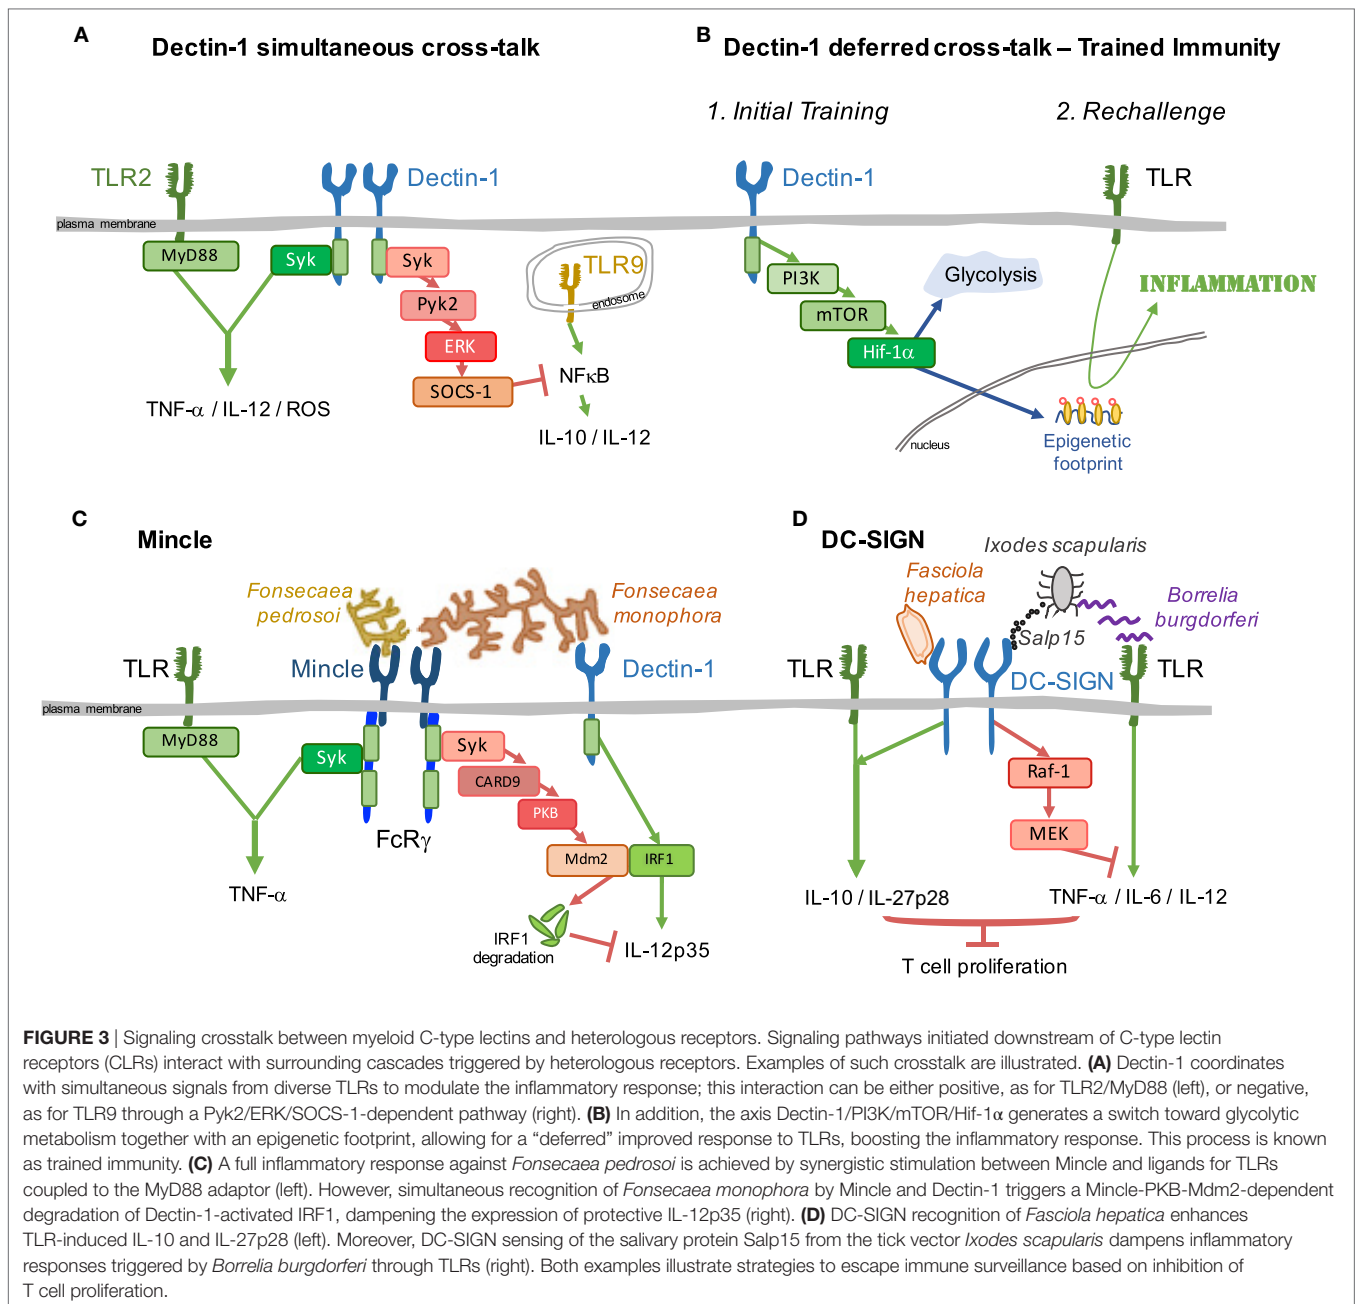 A
Dectin-1 simultaneous cross-talk
TLR2
Dectin-1
plasma membrane
MyD88
Syk
Syk
Pyk2
ERK
SOCS-1
TLR9
endosome
NFκB
TNF-α / IL-12 / ROS
IL-10 / IL-12
B
Dectin-1 deferred cross-talk – Trained Immunity
1. Initial Training
2. Rechallenge
Dectin-1
TLR
PI3K
mTOR
Hif-1α
Glycolysis
INFLAMMATION
nucleus
Epigenetic
footprint
C
Mincle
Fonsecaea
pedrosoi
Fonsecaea
monophora
TLR
Mincle
Dectin-1
plasma membrane
MyD88
Syk
Syk
CARD9
PKB
FcRγ
Mdm2
IRF1
TNF-α
IRF1
degradation
IL-12p35
D
DC-SIGN
Ixodes scapularis
Fasciola
hepatica
Borrelia
burgdorferi
Salp15
TLR
DC-SIGN
TLR
Raf-1
MEK
IL-10 / IL-27p28
TNF-α / IL-6 / IL-12
T cell proliferation
FIGURE 3 | Signaling crosstalk between myeloid C-type lectins and heterologous receptors. Signaling pathways initiated downstream of C-type lectin
receptors (CLRs) interact with surrounding cascades triggered by heterologous receptors. Examples of such crosstalk are illustrated. (A) Dectin-1 coordinates
with simultaneous signals from diverse TLRs to modulate the inflammatory response; this interaction can be either positive, as for TLR2/MyD88 (left), or negative,
as for TLR9 through a Pyk2/ERK/SOCS-1-dependent pathway (right). (B) In addition, the axis Dectin-1/PI3K/mTOR/Hif-1α generates a switch toward glycolytic
metabolism together with an epigenetic footprint, allowing for a “deferred” improved response to TLRs, boosting the inflammatory response. This process is known
as trained immunity. (C) A full inflammatory response against Fonsecaea pedrosoi is achieved by synergistic stimulation between Mincle and ligands for TLRs
coupled to the MyD88 adaptor (left). However, simultaneous recognition of Fonsecaea monophora by Mincle and Dectin-1 triggers a Mincle-PKB-Mdm2-dependent
degradation of Dectin-1-activated IRF1, dampening the expression of protective IL-12p35 (right). (D) DC-SIGN recognition of Fasciola hepatica enhances
TLR-induced IL-10 and IL-27p28 (left). Moreover, DC-SIGN sensing of the salivary protein Salp15 from the tick vector Ixodes scapularis dampens inflammatory
responses triggered by Borrelia burgdorferi through TLRs (right). Both examples illustrate strategies to escape immune surveillance based on inhibition of
T cell proliferation.